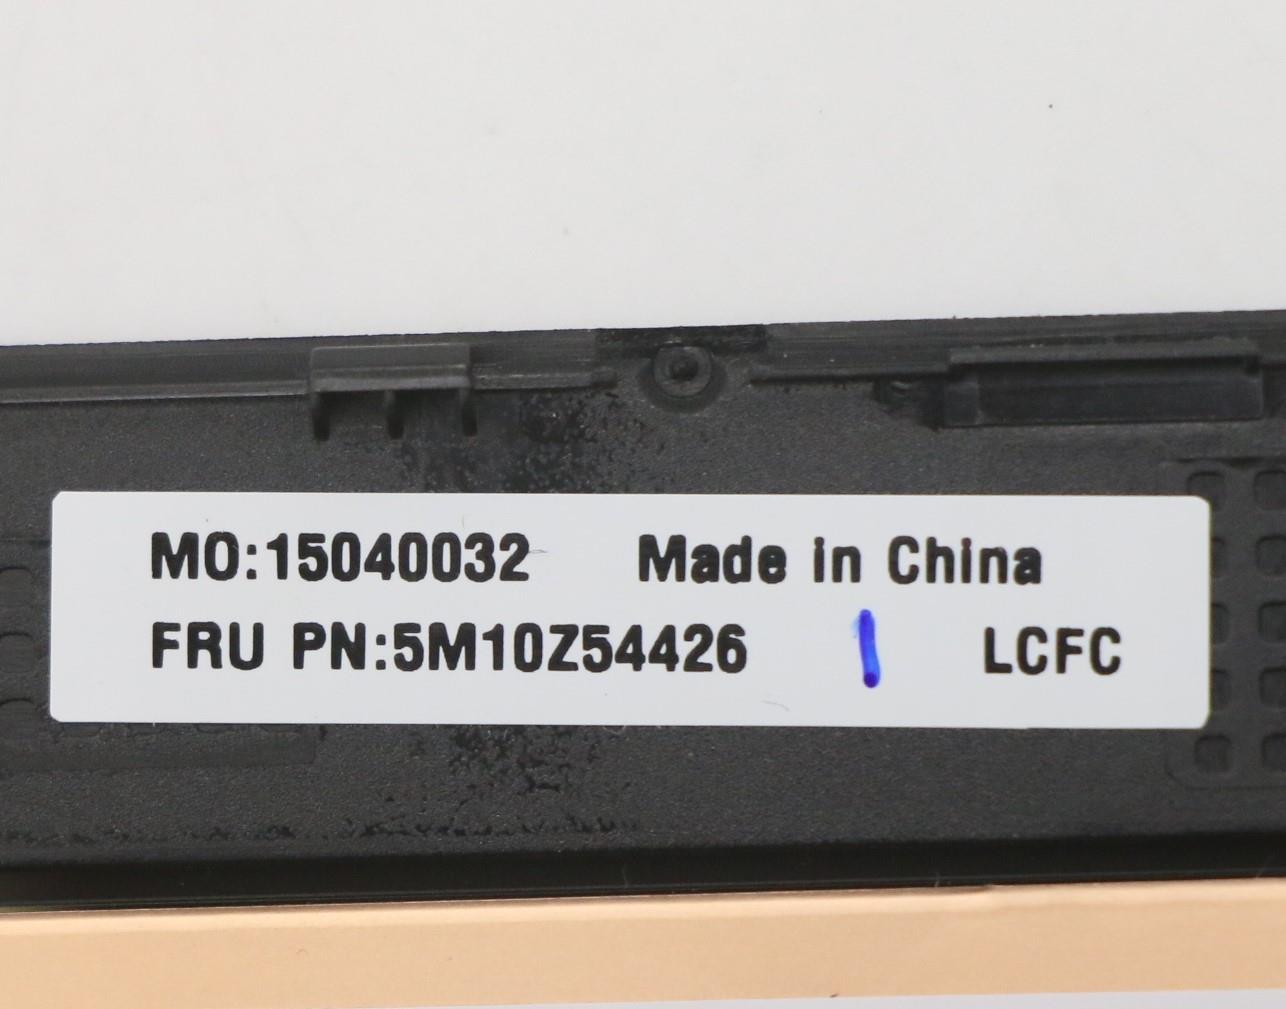 MO:15040032 Made in China
FRU PN:5M10Z54426 LCFC